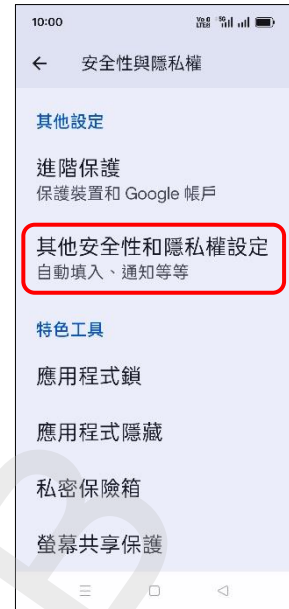 10:00
5G
← 安全性與隱私權
其他設定
進階保護
保護裝置和 Google 帳戶
其他安全性和隱私權設定
自動填入、通知等等
特色工具
應用程式鎖
應用程式隱藏
私密保險箱
螢幕共享保護